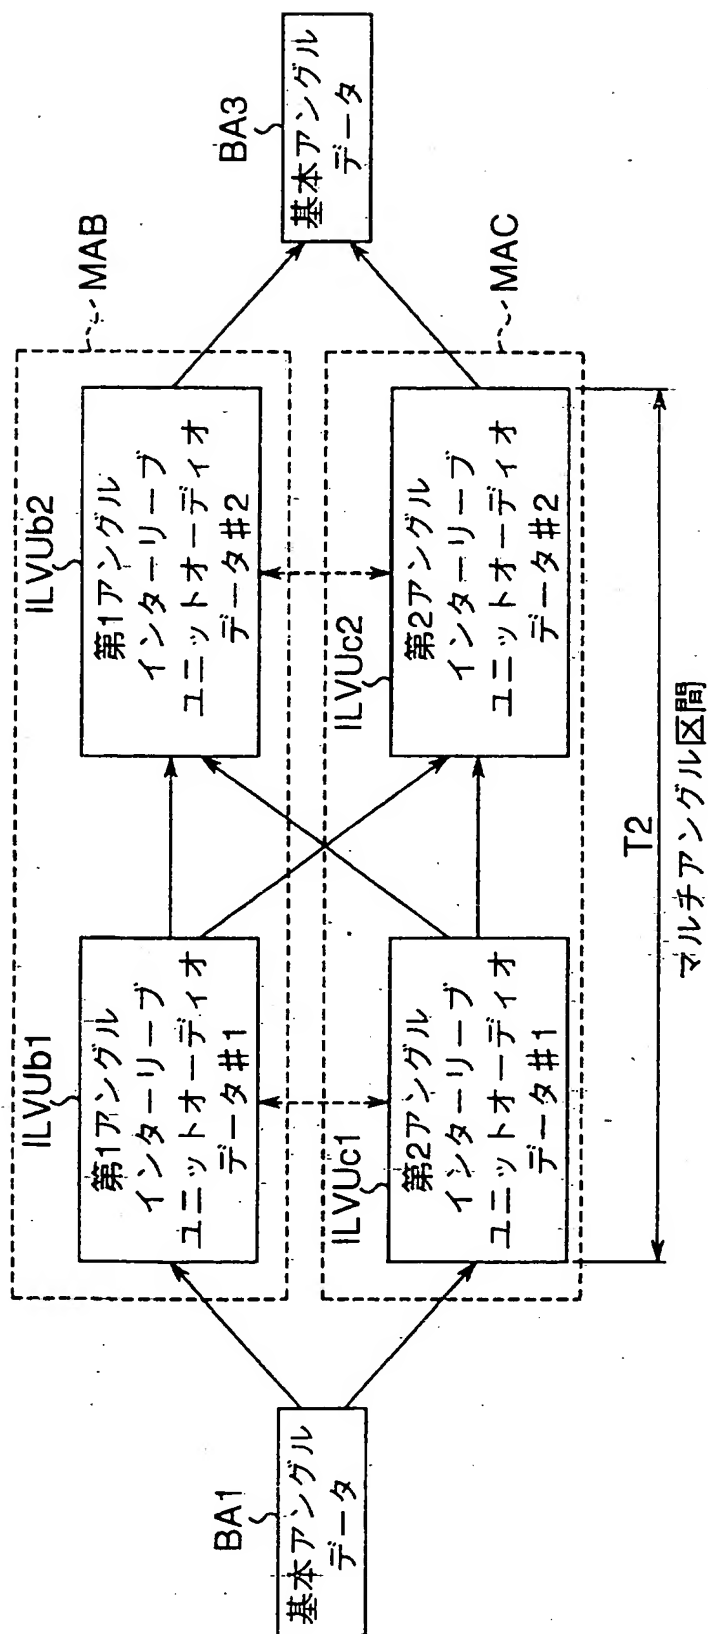 BA1
基本アングル
データ
MAB
ILVUb1
第1アングル
インターリーブ
ユニットオーディオ
データ#1
ILVUb2
第1アングル
インターリーブ
ユニットオーディオ
データ#2
BA3
基本アングル
データ
MAC
ILVUc1
第2アングル
インターリーブ
ユニットオーディオ
データ#1
ILVUc2
第2アングル
インターリーブ
ユニットオーディオ
データ#2
T2
マルチアングル区間